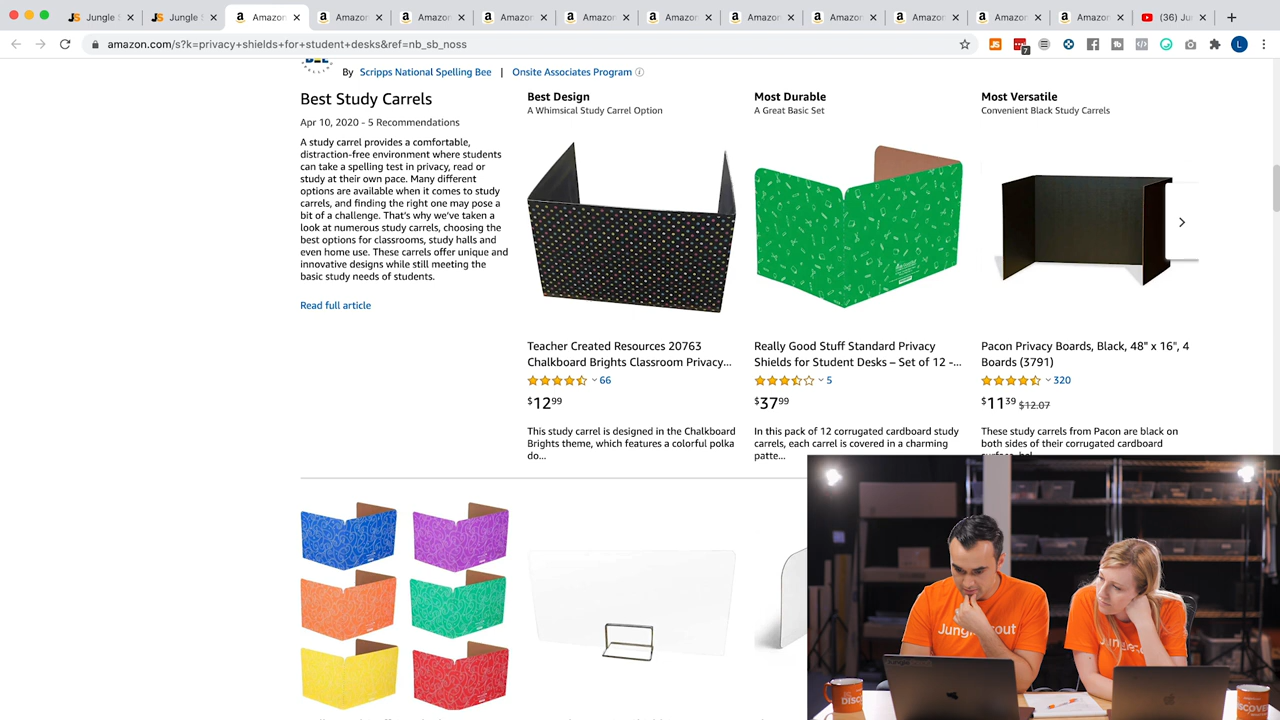 Jungle S
Jungle S
Amazon
Amazon
Amazon
Amazon
Amazon
Amazon
Amazon
Amazon
Amazon
Amazon
Amazon
(36) Ju
amazon.com/s?k=privacy+shields+for+student+desks&ref=nb_sb_noss
7
L
By Scripps National Spelling Bee | Onsite Associates Program
Best Study Carrels
Apr 10, 2020 - 5 Recommendations
A study carrel provides a comfortable,
distraction-free environment where students
can take a spelling test in privacy, read or
study at their own pace. Many different
options are available when it comes to study
carrels, and finding the right one may pose a
bit of a challenge. That's why we've taken a
look at numerous study carrels, choosing the
best options for classrooms, study halls and
even home use. These carrels offer unique and
innovative designs while still meeting the
basic study needs of students.
Read full article
Best Design
A Whimsical Study Carrel Option
Teacher Created Resources 20763
Chalkboard Brights Classroom Privacy...
66
$12 99
This study carrel is designed in the Chalkboard
Brights theme, which features a colorful polka
do...
Most Durable
A Great Basic Set
Really Good Stuff Standard Privacy
Shields for Student Desks – Set of 12 -...
5
$37 99
In this pack of 12 corrugated cardboard study
carrels, each carrel is covered in a charming
patte...
Most Versatile
Convenient Black Study Carrels
Pacon Privacy Boards, Black, 48" x 16", 4
Boards (3791)
320
$11 39 $12.07
These study carrels from Pacon are black on
both sides of their corrugated cardboard